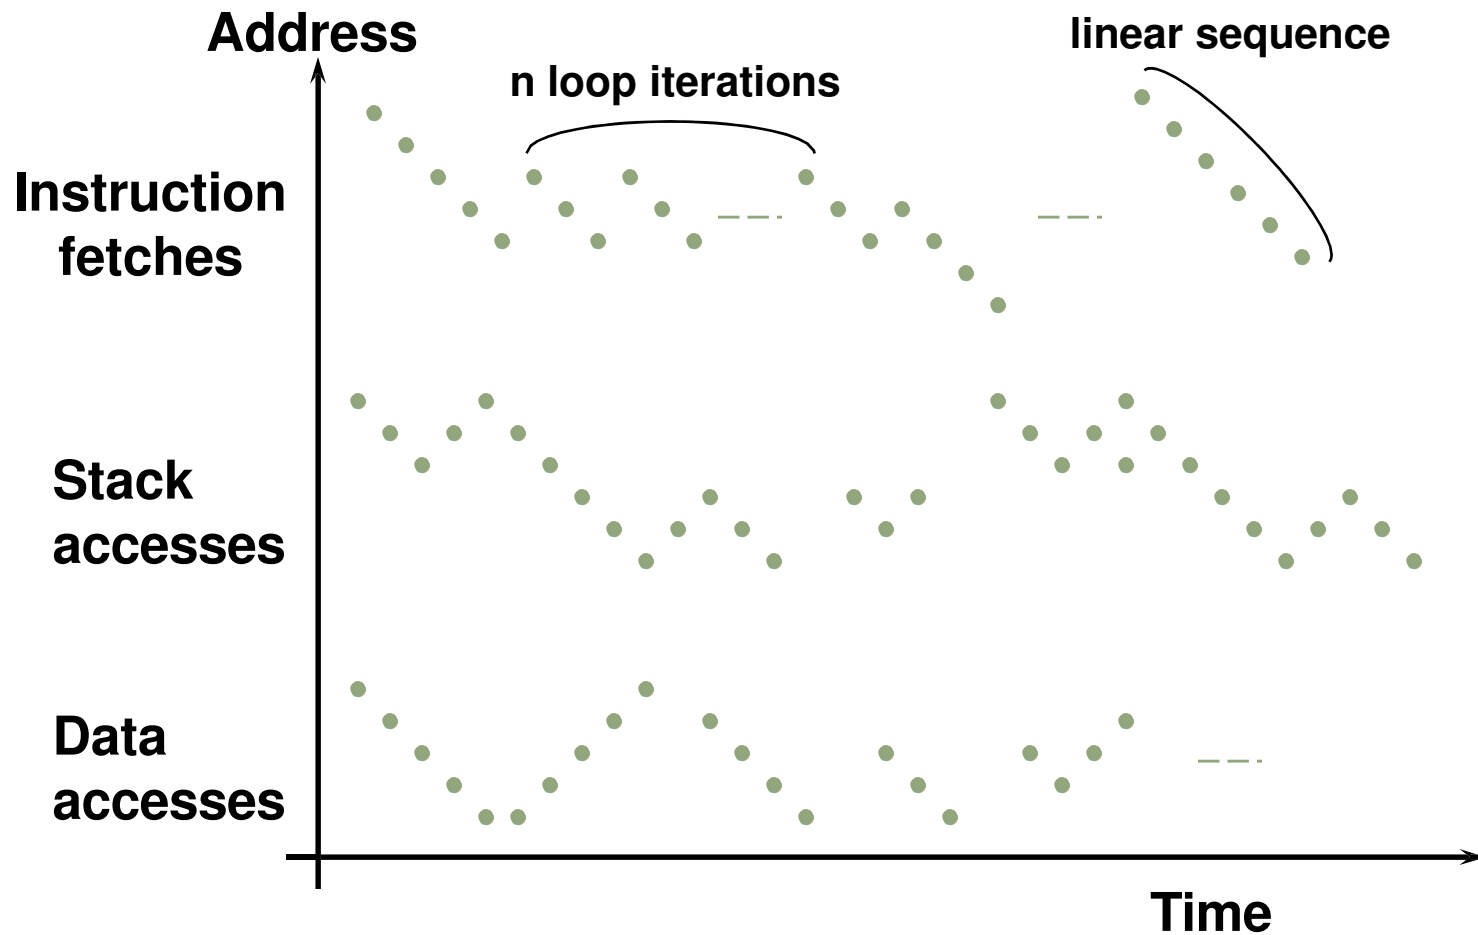 Address
linear sequence
n loop iterations
Instruction
fetches
Stack
accesses
Data
accesses
Time